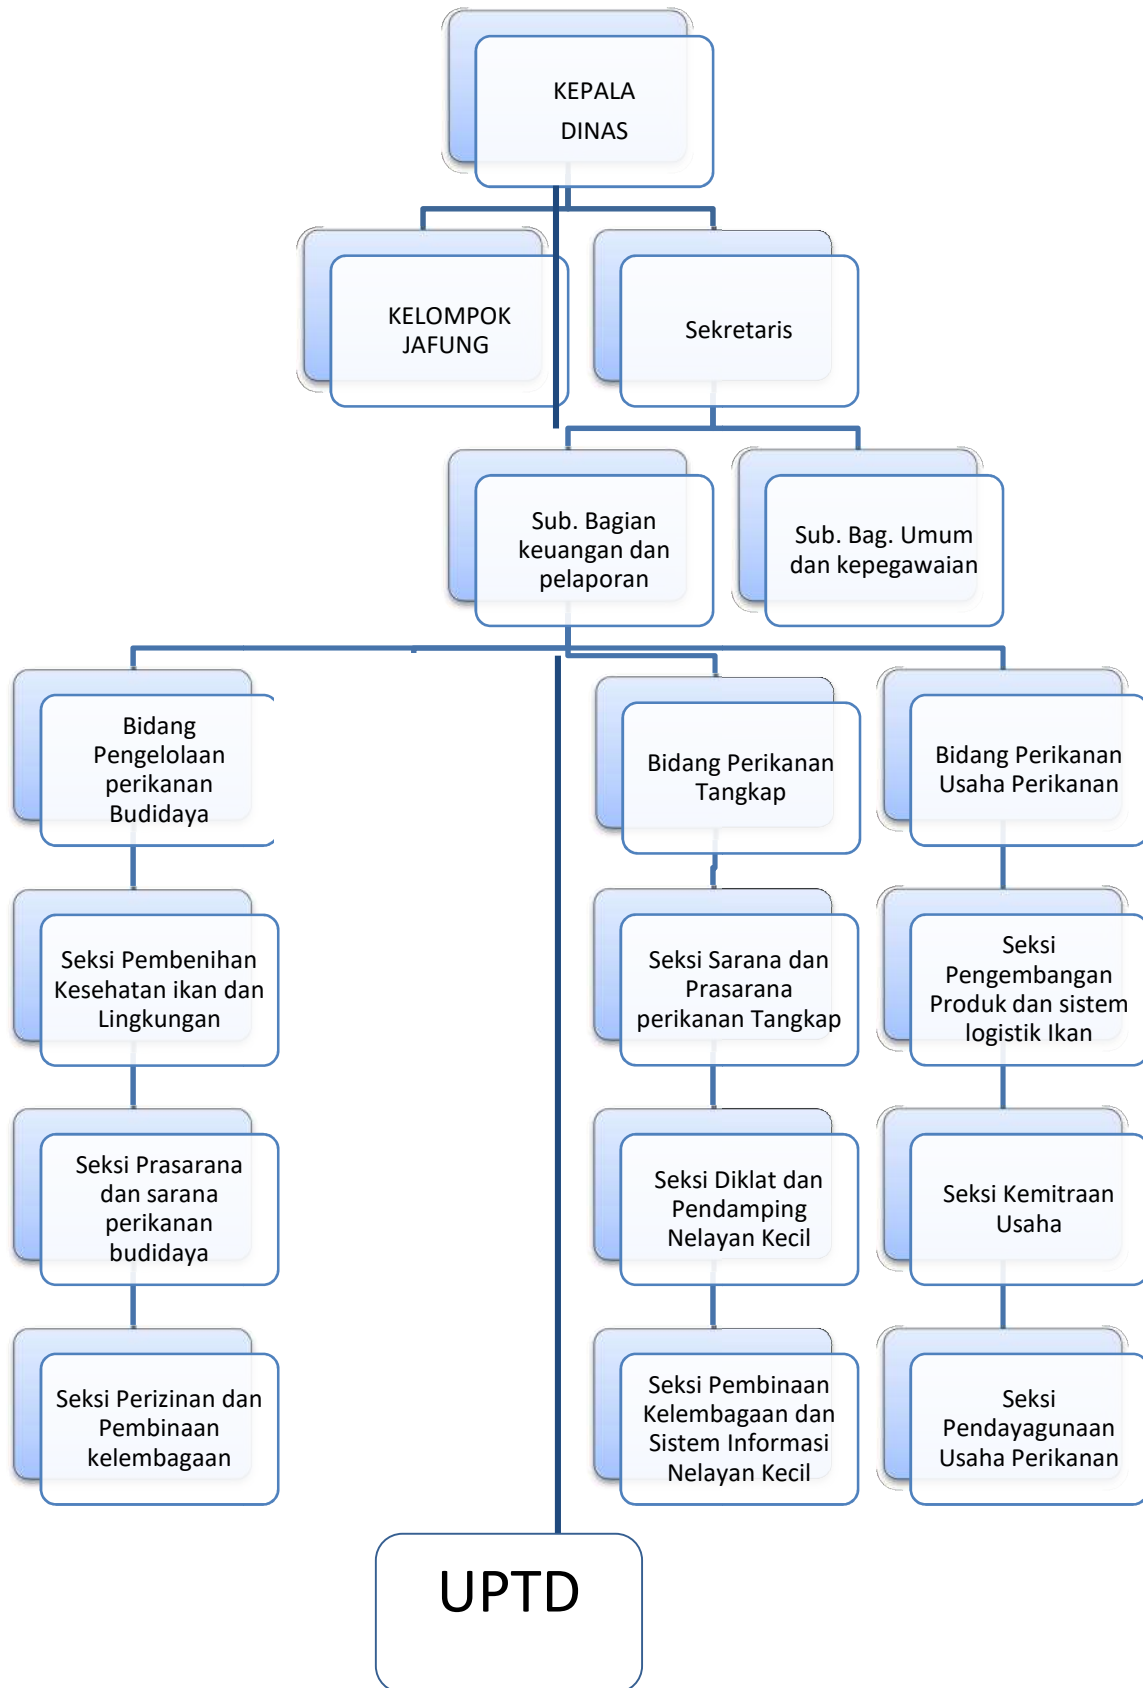 KEPALA
DINAS
KELOMPOK
JAFUNG
Sekretaris
Sub. Bagian
keuangan dan
pelaporan
Sub. Bag. Umum
dan kepegawaian
Bidang
Pengelolaan
perikanan
Budidaya
Bidang Perikanan
Tangkap
Bidang Perikanan
Usaha Perikanan
Seksi Pembenihan
Kesehatan ikan dan
Lingkungan
Seksi Sarana dan
Prasarana
perikanan Tangkap
Seksi
Pengembangan
Produk dan sistem
logistik Ikan
Seksi Prasarana
dan sarana
perikanan
budidaya
Seksi Diklat dan
Pendamping
Nelayan Kecil
Seksi Kemitraan
Usaha
Seksi Perizinan dan
Pembinaan
kelembagaan
Seksi Pembinaan
Kelembagaan dan
Sistem Informasi
Nelayan Kecil
Seksi
Pendayagunaan
Usaha Perikanan
UPTD